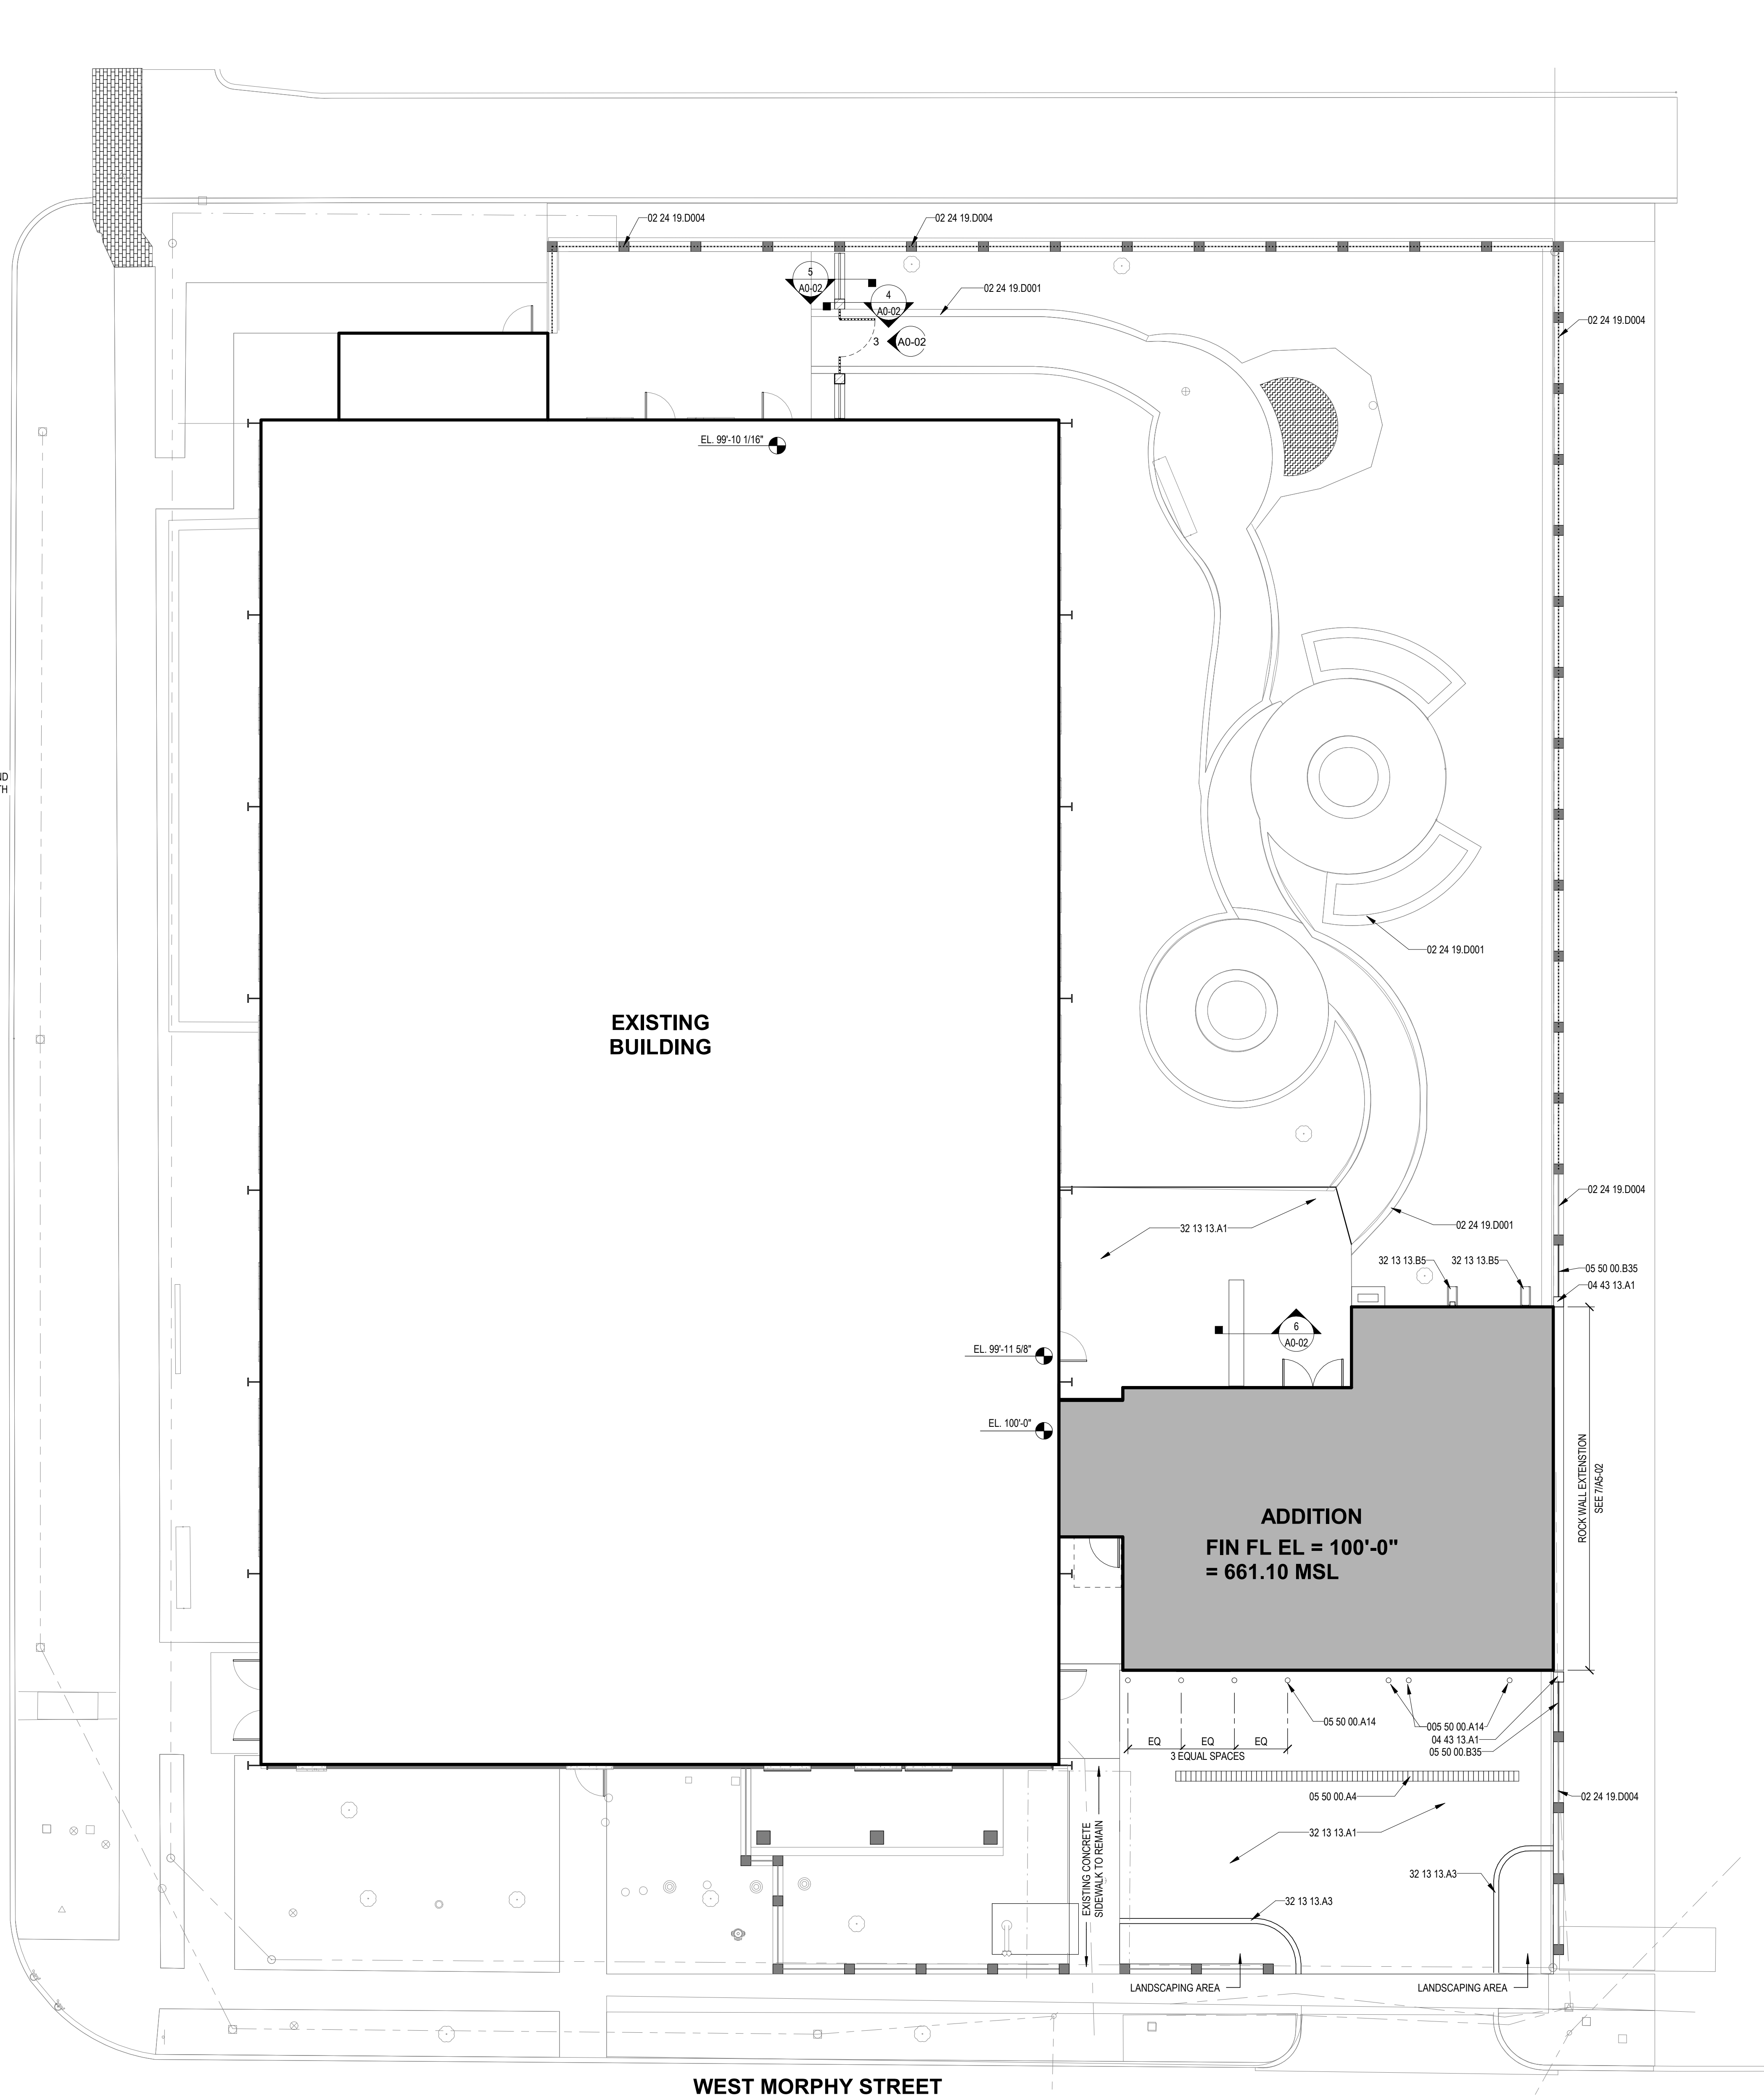 02 24 19.D004
02 24 19.D004
5
A0-02
4
A0-02
02 24 19.D001
3
A0-02
02 24 19.D004
EL. 99'-10 1/16"
ND
TH
02 24 19.D001
EXISTING
BUILDING
02 24 19.D004
32 13 13.A1
02 24 19.D001
32 13 13.B5
32 13 13.B5
05 50 00.B35
04 43 13.A1
6
A0-02
EL. 99'-11 5/8"
EL. 100'-0"
ROCK WALL EXTENSTION
SEE 7/A5-02
ADDITION
FIN FL EL = 100'-0"
= 661.10 MSL
05 50 00.A14
005 50 00.A14
04 43 13.A1
05 50 00.B35
EQ
EQ
EQ
3 EQUAL SPACES
05 50 00.A4
02 24 19.D004
32 13 13.A1
EXISTING CONCRETE
SIDEWALK TO REMAIN
32 13 13.A3
32 13 13.A3
LANDSCAPING AREA
LANDSCAPING AREA
WEST MORPHY STREET